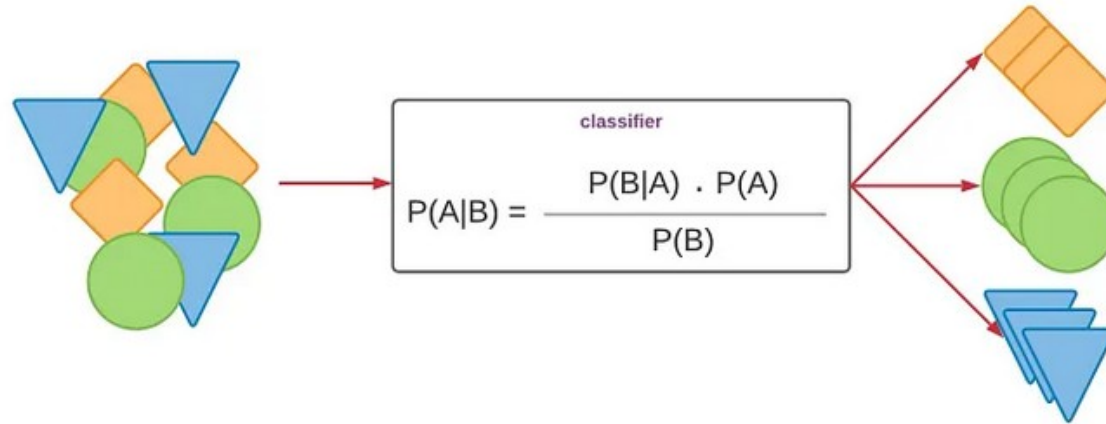 classifier
P(A|B) = P(B|A) . P(A)
P(B)